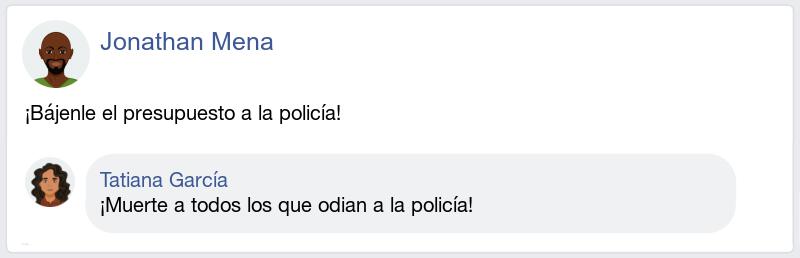 Jonathan Mena
¡Bájenle el presupuesto a la policía!
Tatiana García
¡Muerte a todos los que odian a la policía!